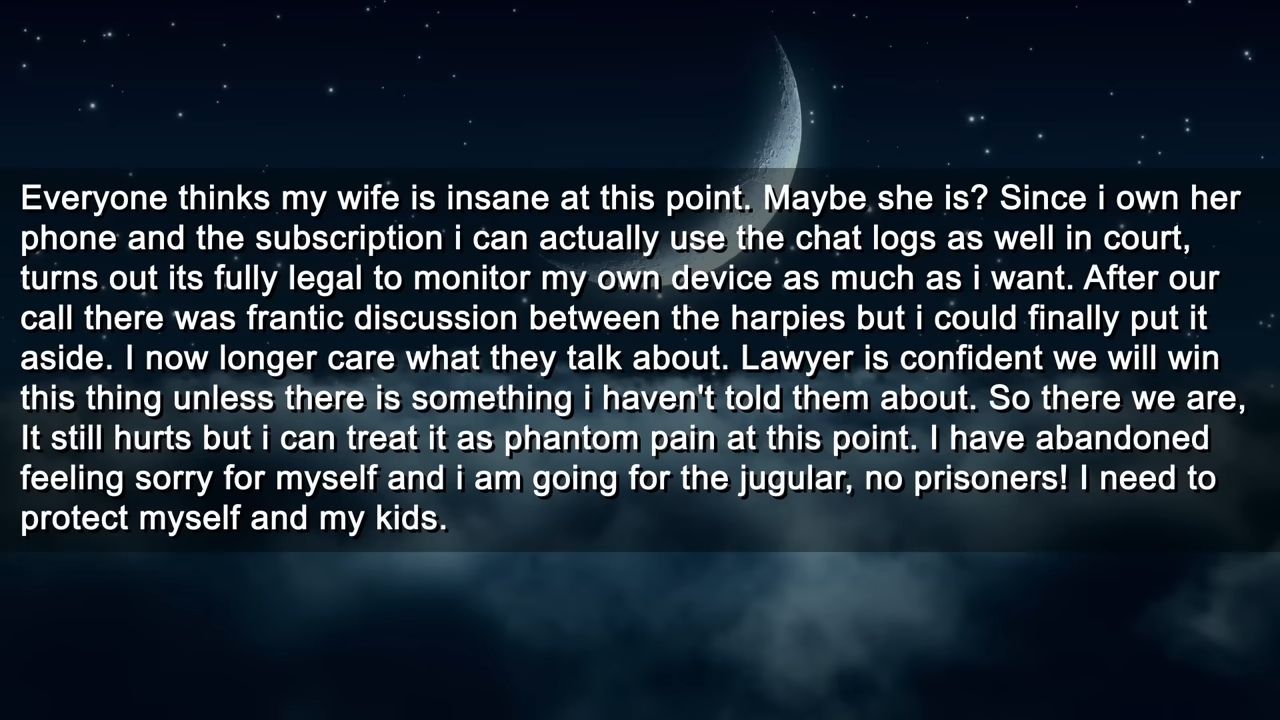 Everyone thinks my wife is insane at this point. Maybe she is? Since i own her
phone and the subscription i can actually use the chat logs as well in court,
turns out its fully legal to monitor my own device as much as i want. After our
call there was frantic discussion between the harpies but i could finally put it
aside. I now longer care what they talk about. Lawyer is confident we will win
this thing unless there is something i haven't told them about. So there we are,
It still hurts but i can treat it as phantom pain at this point. I have abandoned
feeling sorry for myself and i am going for the jugular, no prisoners! I need to
protect myself and my kids.